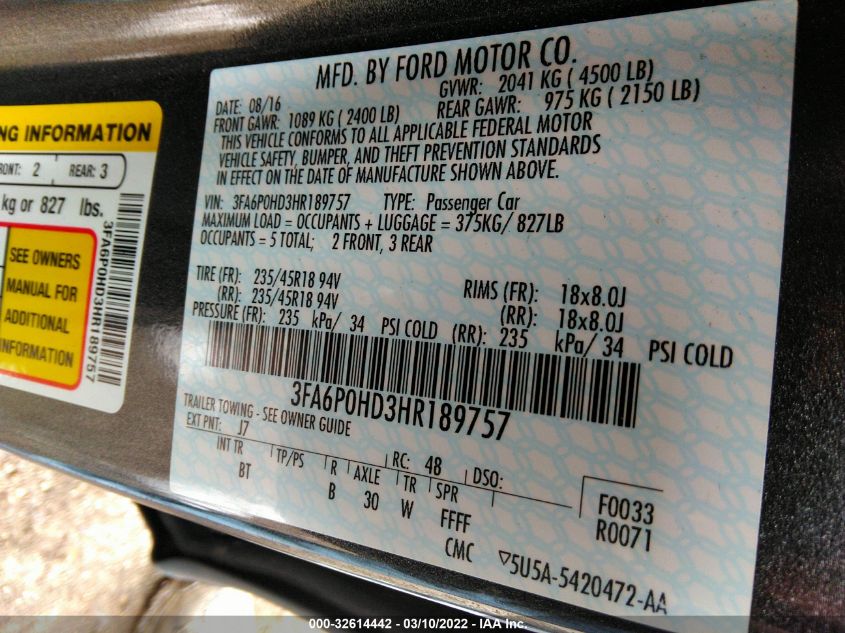 NG INFORMATION
RONT: 2 REAR: 3
kg or 827 lbs.
SEE OWNERS
MANUAL FOR
ADDITIONAL
INFORMATION
3FA6P0HD3HR189757
MFD. BY FORD MOTOR CO.
DATE: 08/16 GVWR: 2041 KG ( 4500 LB)
FRONT GAWR: 1089 KG ( 2400 LB) REAR GAWR: 975 KG ( 2150 LB)
THIS VEHICLE CONFORMS TO ALL APPLICABLE FEDERAL MOTOR
VEHICLE SAFETY, BUMPER, AND THEFT PREVENTION STANDARDS
IN EFFECT ON THE DATE OF MANUFACTURE SHOWN ABOVE.
VIN: 3FA6P0HD3HR189757 TYPE: Passenger Car
MAXIMUM LOAD = OCCUPANTS + LUGGAGE = 375KG/ 827LB
OCCUPANTS = 5 TOTAL; 2 FRONT, 3 REAR
TIRE (FR): 235/45R18 94V RIMS (FR): 18x8.0J
(RR): 235/45R18 94V (RR): 18x8.0J
PRESSURE (FR): 235 kPa/ 34 PSI COLD (RR): 235 kPa/ 34 PSI COLD
3FA6P0HD3HR189757
TRAILER TOWING - SEE OWNER GUIDE
EXT PNT: J7 RC: 48 DSO:
INT TR TP/PS R AXLE TR SPR
BT B 30 W FFFF
CMC
F0033
R0071
▽5U5A-5420472-AA
000-32614442 - 03/10/2022 - IAA Inc.